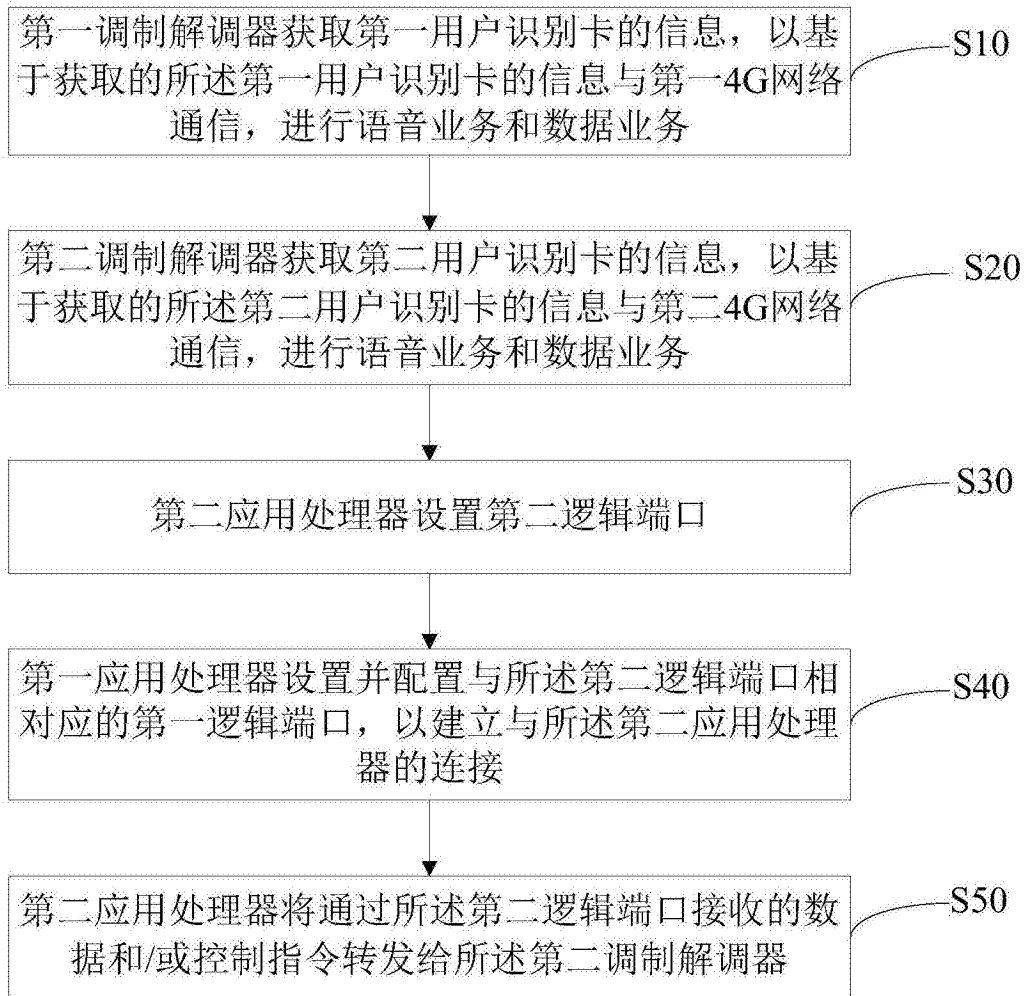 第一调制解调器获取第一用户识别卡的信息，以基
于获取的所述第一用户识别卡的信息与第一4G网络
通信，进行语音业务和数据业务
S10
第二调制解调器获取第二用户识别卡的信息，以基
于获取的所述第二用户识别卡的信息与第二4G网络
通信，进行语音业务和数据业务
S20
第二应用处理器设置第二逻辑端口
S30
第一应用处理器设置并配置与所述第二逻辑端口相
对应的第一逻辑端口，以建立与所述第二应用处理
器的连接
S40
第二应用处理器将通过所述第二逻辑端口接收的数
据和/或控制指令转发给所述第二调制解调器
S50